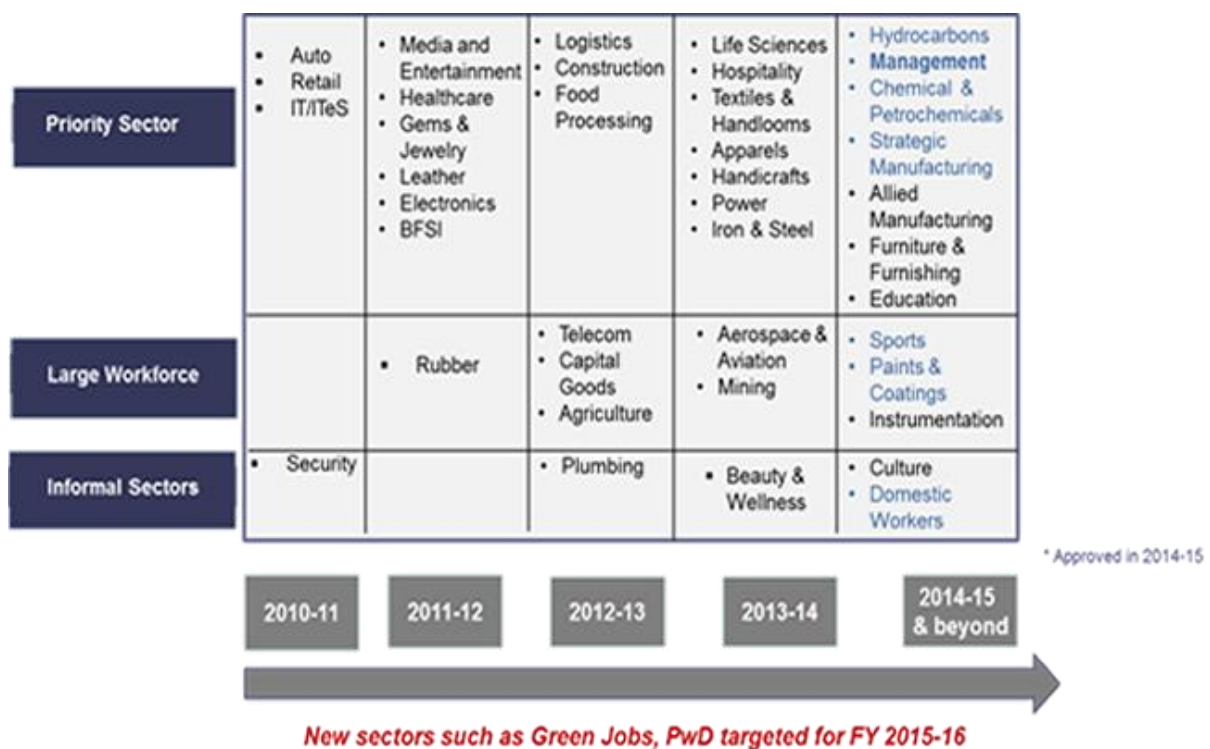 Priority Sector
Auto
Retail
IT/ITeS
Media and
Entertainment
Healthcare
Gems &
Jewelry
Leather
Electronics
BFSI
Logistics
Construction
Food
Processing
Life Sciences
Hospitality
Textiles &
Handlooms
Apparels
Handicrafts
Power
Iron & Steel
Hydrocarbons
Management
Chemical &
Petrochemicals
Strategic
Manufacturing
Allied
Manufacturing
Furniture &
Furnishing
Education
Large Workforce
Rubber
Telecom
Capital
Goods
Agriculture
Aerospace &
Aviation
Mining
Sports
Paints &
Coatings
Instrumentation
Informal Sectors
Security
Plumbing
Beauty &
Wellness
Culture
Domestic
Workers
* Approved in 2014-15
2010-11
2011-12
2012-13
2013-14
2014-15
& beyond
New sectors such as Green Jobs, PwD targeted for FY 2015-16